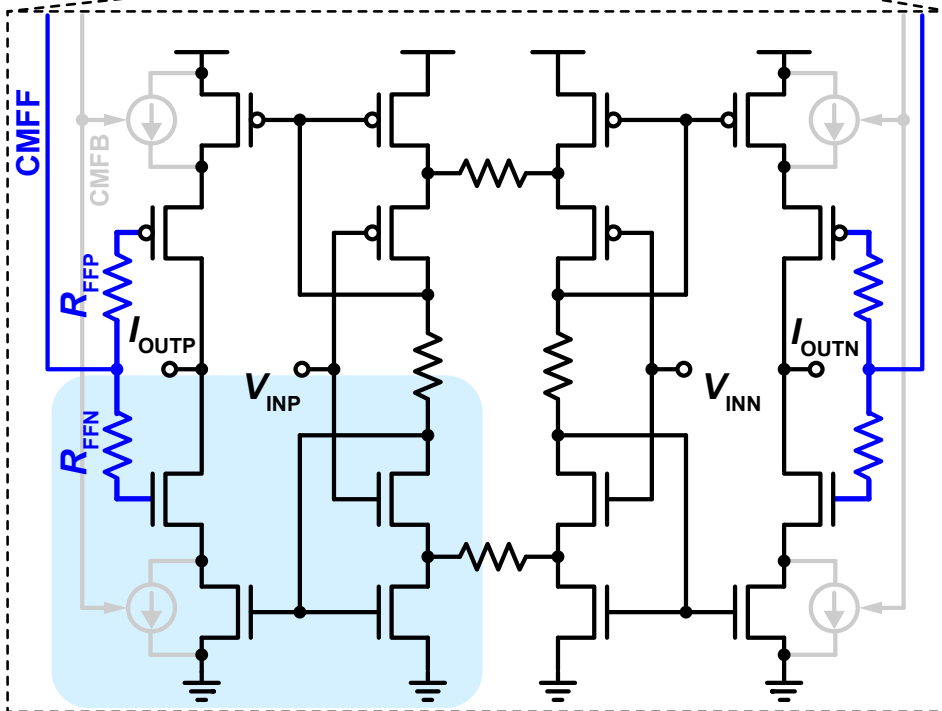 CMFF
CMFB
R_FFP
I_OUTP
V_INP
V_INN
I_OUTN
R_FFN